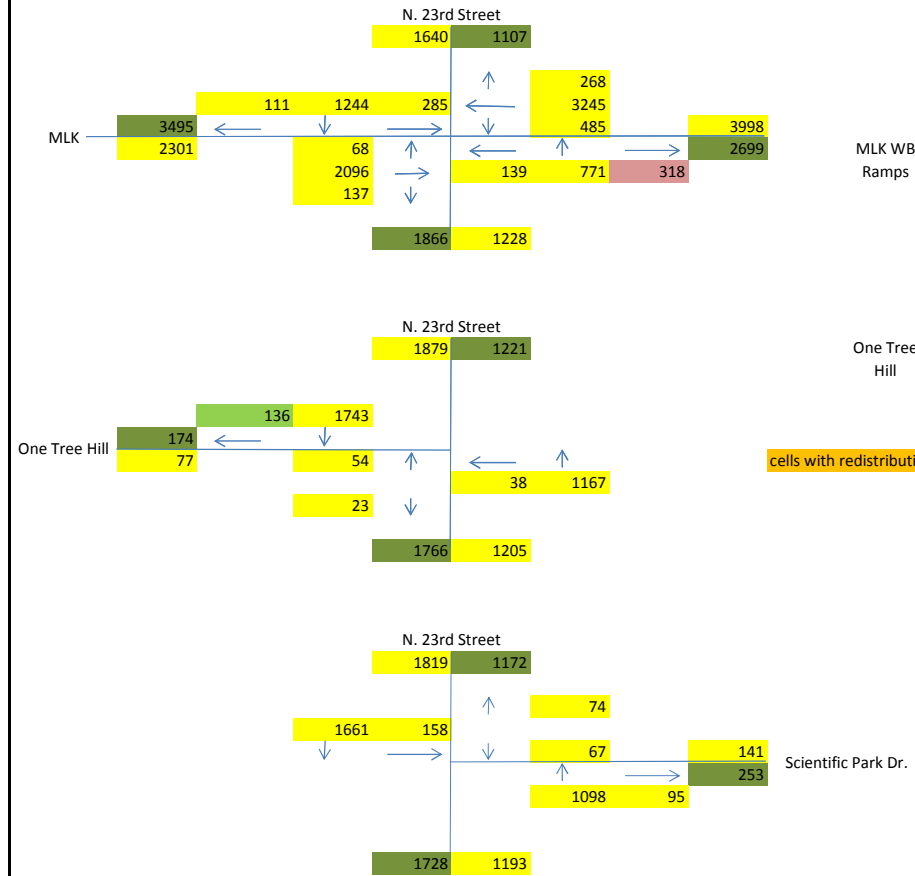 N. 23rd Street
1640 1107
268
111 1244 285 3245
3495 485 3998
MLK
2301 68 2699 MLK WB
2096 139 771 318 Ramps
137
1866 1228
N. 23rd Street
1879 1221 One Tree
Hill
136 1743
174
One Tree Hill
77 54 cells with redistributi
38 1167
23
1766 1205
N. 23rd Street
1819 1172
74
1661 158
67 141
Scientific Park Dr.
253
1098 95
1728 1193